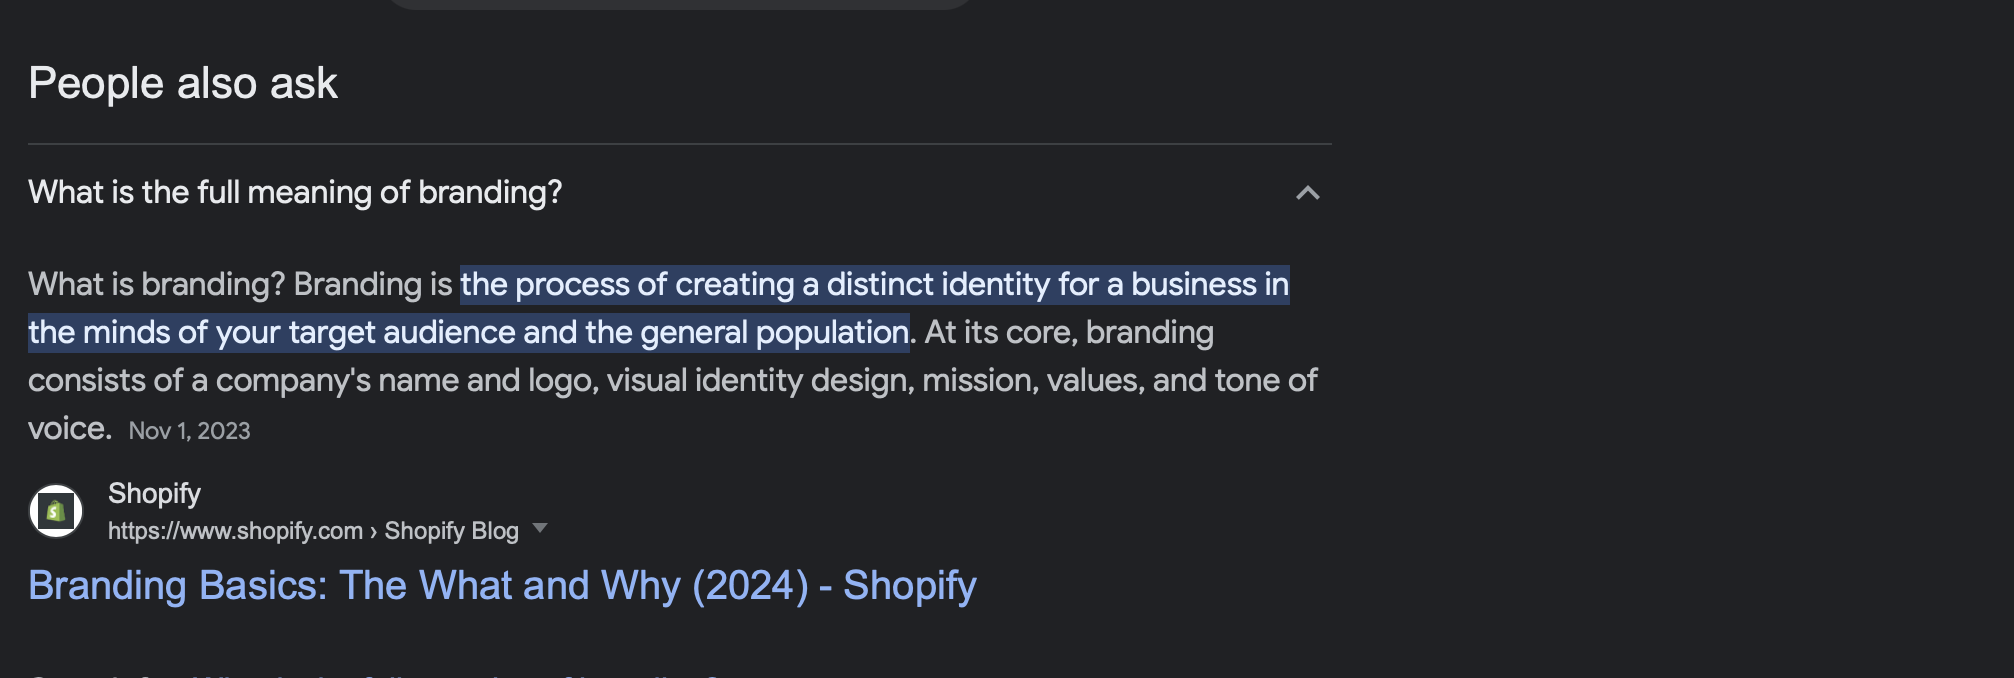 People also ask
What is the full meaning of branding?
What is branding? Branding is the process of creating a distinct identity for a business in
the minds of your target audience and the general population. At its core, branding
consists of a company's name and logo, visual identity design, mission, values, and tone of
voice. Nov 1, 2023
Shopify
https://www.shopify.com › Shopify Blog
Branding Basics: The What and Why (2024) - Shopify